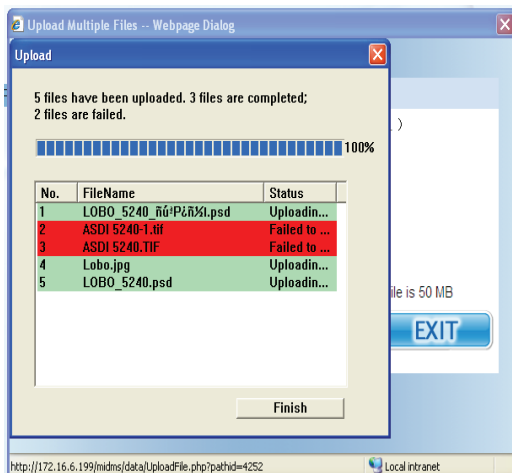 Upload Multiple Files -- Webpage Dialog
Upload
5 files have been uploaded. 3 files are completed;
2 files are failed.
)
100%
No. FileName Status
1 LOBO_5240_ñúªP¿ñ½ı.psd Uploadin...
2 ASDI 5240-1.tif Failed to ...
3 ASDI 5240.TIF Failed to ...
4 Lobo.jpg Uploadin...
5 LOBO_5240.psd Uploadin...
ile is 50 MB
EXIT
Finish
http://172.16.6.199/midms/data/UploadFile.php?pathid=4252 Local intranet